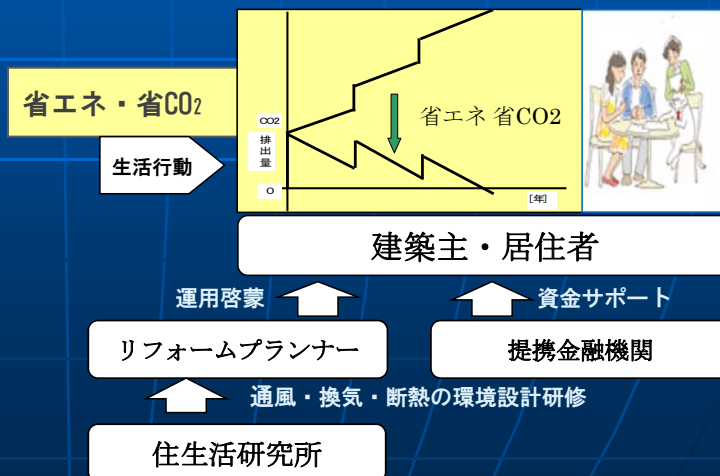 省エネ・省CO2
生活行動
CO2
排
出
量
0
省エネ 省CO2
[年]
建築主・居住者
運用啓蒙
資金サポート
リフォームプランナー
提携金融機関
通風・換気・断熱の環境設計研修
住生活研究所